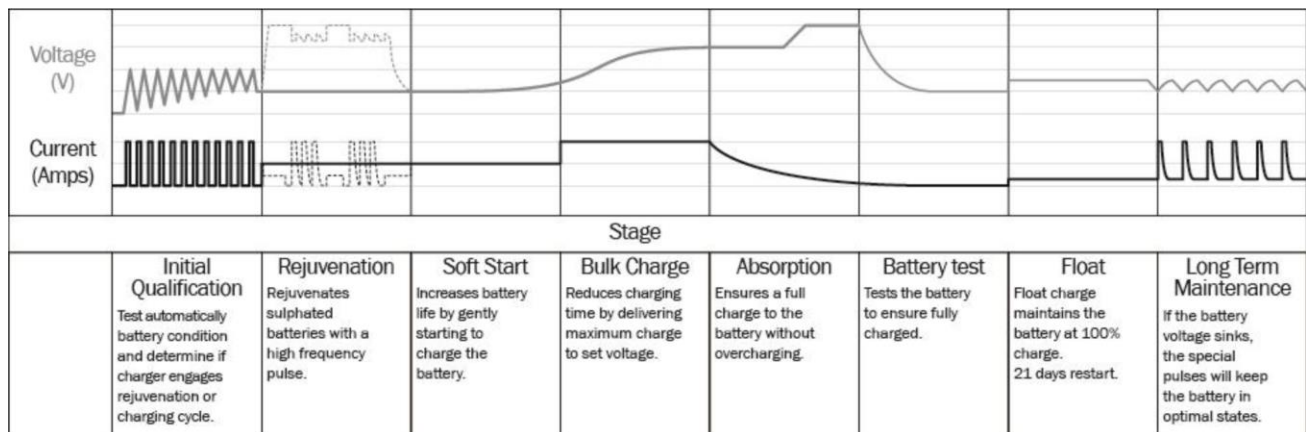 Voltage
(V)
Current
(Amps)
Stage
Initial
Qualification
Test automatically
battery condition
and determine if
charger engages
rejuvenation or
charging cycle.
Rejuvenation
Rejuvenates
sulphated
batteries with a
high frequency
pulse.
Soft Start
Increases battery
life by gently
starting to
charge the
battery.
Bulk Charge
Reduces charging
time by delivering
maximum charge
to set voltage.
Absorption
Ensures a full
charge to the
battery without
overcharging.
Battery test
Tests the battery
to ensure fully
charged.
Float
Float charge
maintains the
battery at 100%
charge.
21 days restart.
Long Term
Maintenance
If the battery
voltage sinks,
the special
pulses will keep
the battery in
optimal states.